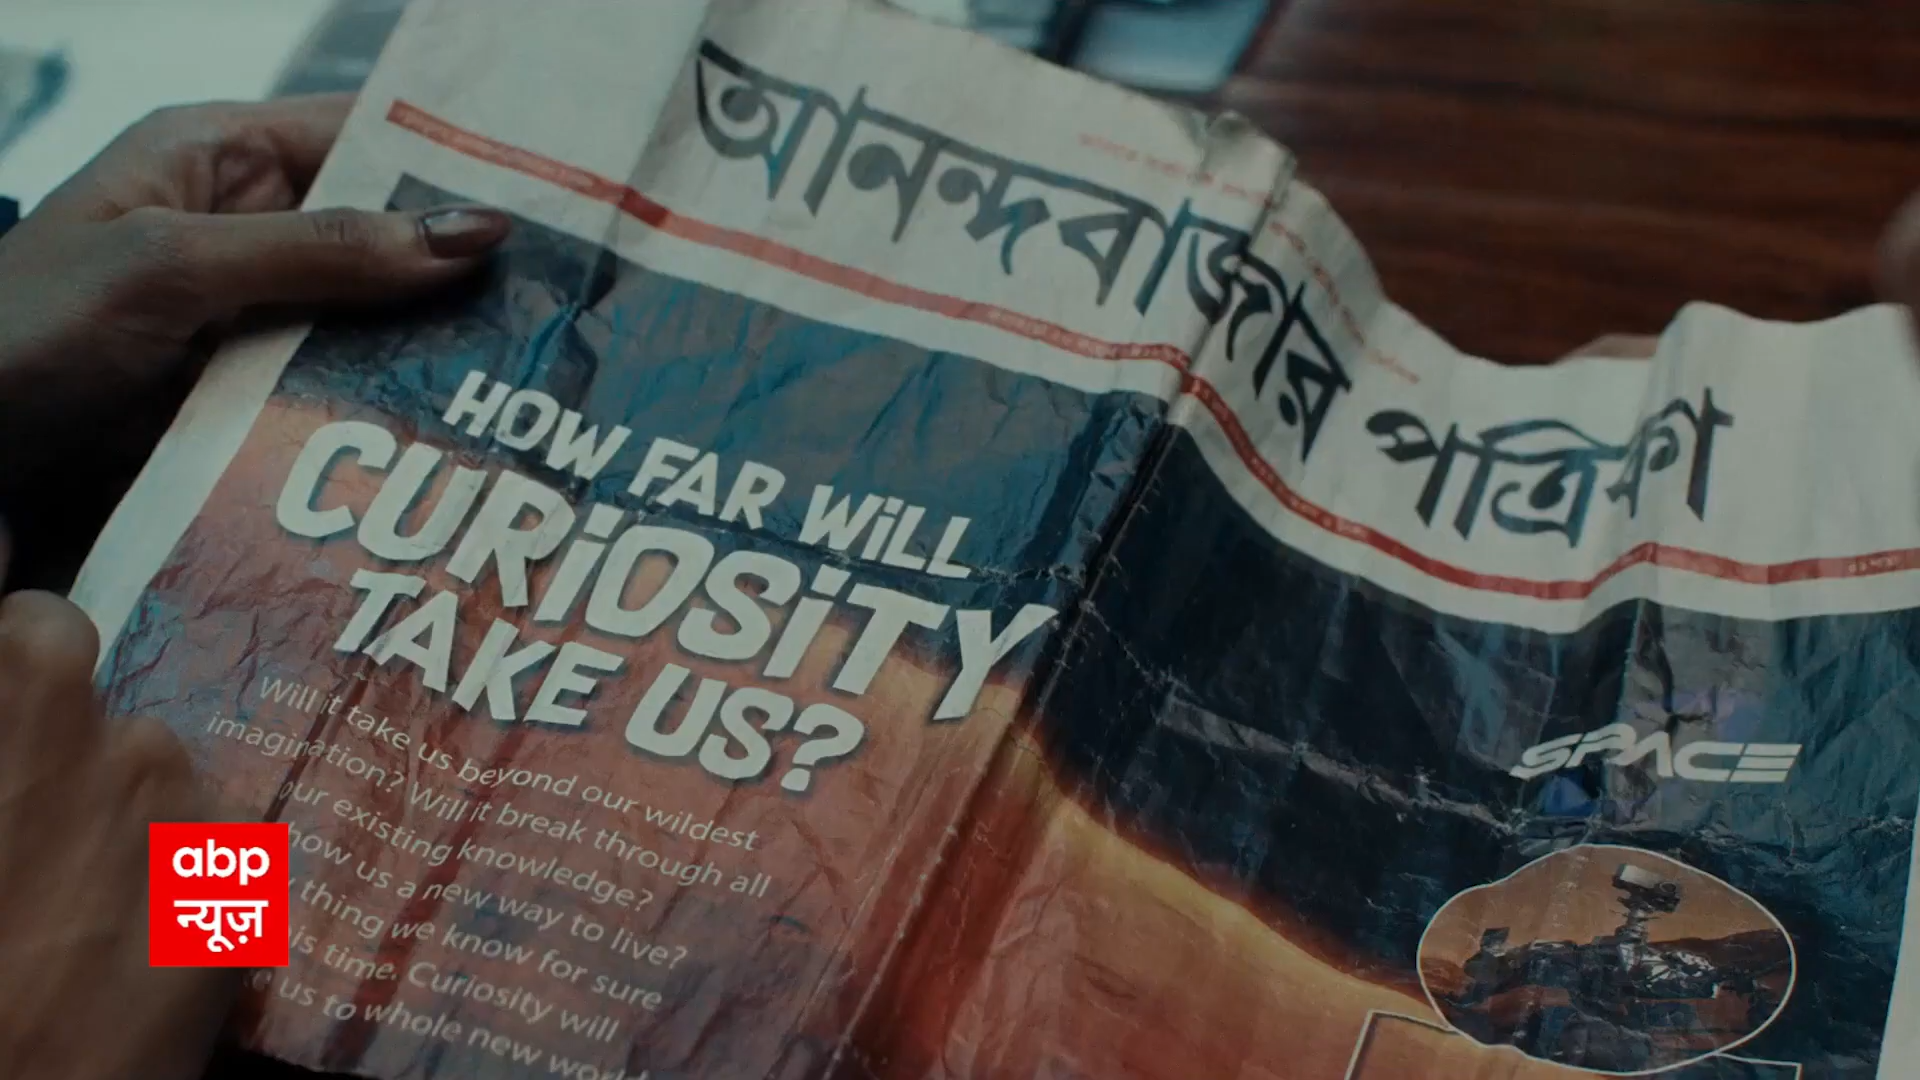 আনন্দবাজার পত্রিকা
HOW FAR WiLL
CURiOSiTY
TAKE US?
Will it take us beyond our wildest
imagination? Will it break through all
our existing knowledge?
how us a new way to live?
thing we know for sure
is time. Curiosity will
us to whole new
SPACE
abp
न्यूज़